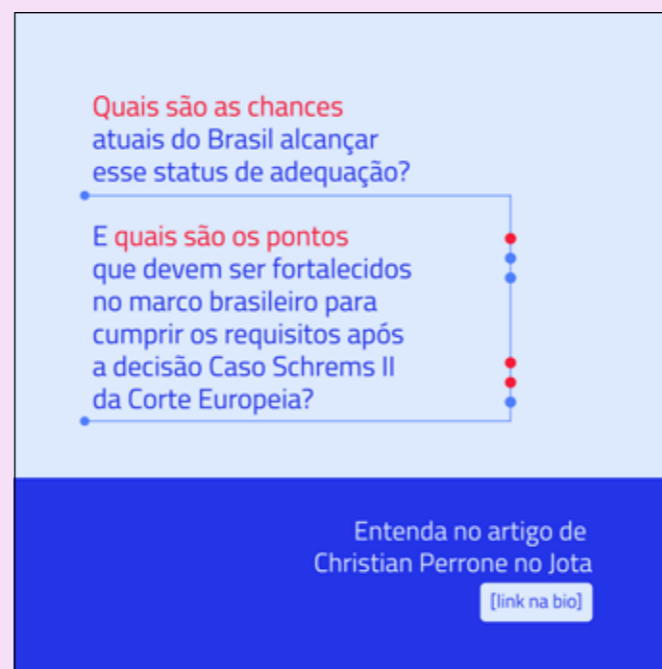 Quais são as chances
atuais do Brasil alcançar
esse status de adequação?
E quais são os pontos
que devem ser fortalecidos
no marco brasileiro para
cumprir os requisitos após
a decisão Caso Schrems II
da Corte Europeia?
Entenda no artigo de
Christian Perrone no Jota
[link na bio]